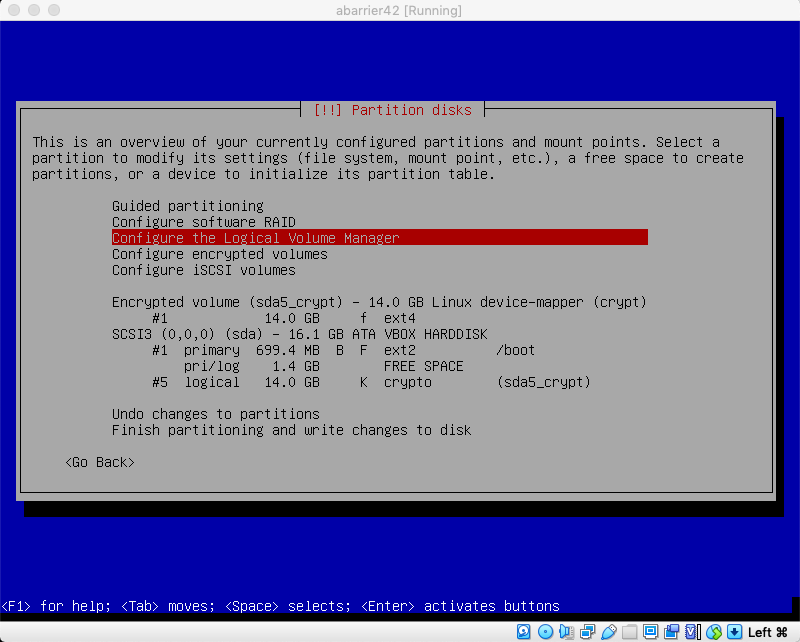 abarrier42 [Running]
[!!] Partition disks
This is an overview of your currently configured partitions and mount points. Select a
partition to modify its settings (file system, mount point, etc.), a free space to create
partitions, or a device to initialize its partition table.
Guided partitioning
Configure software RAID
Configure the Logical Volume Manager
Configure encrypted volumes
Configure iSCSI volumes
Encrypted volume (sda5_crypt) - 14.0 GB Linux device-mapper (crypt)
#1 14.0 GB f ext4
SCSI3 (0,0,0) (sda) - 16.1 GB ATA VBOX HARDDISK
#1 primary 699.4 MB B F ext2 /boot
pri/log 1.4 GB FREE SPACE
#5 logical 14.0 GB K crypto (sda5_crypt)
Undo changes to partitions
Finish partitioning and write changes to disk
<Go Back>
<F1> for help; <Tab> moves; <Space> selects; <Enter> activates buttons
Left ⌘